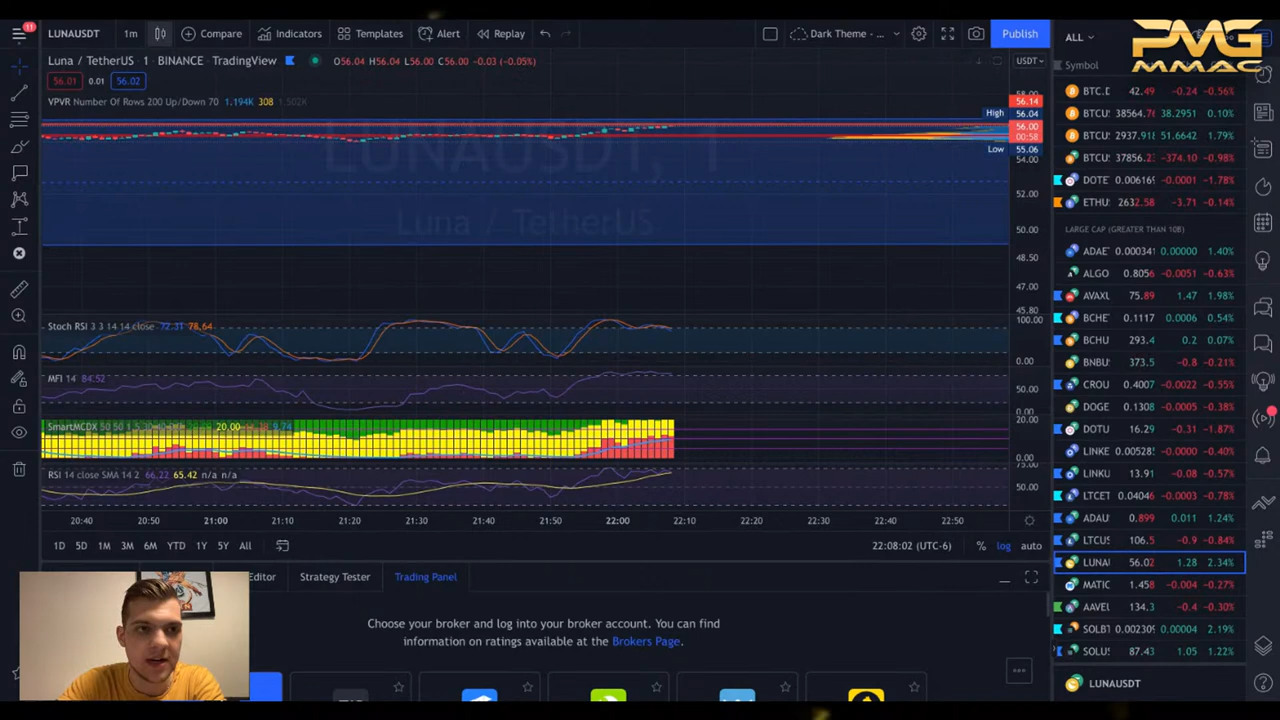 11
LUNAUSDT 1m Compare Indicators Templates Alert Replay Dark Theme - ... Publish
PMG
MMAC
Luna / TetherUS · 1 · BINANCE · TradingView O56.04 H56.04 L56.00 C56.00 -0.03 (-0.05%)
USDT
56.01 0.01 56.02
VPVR Number Of Rows 200 Up/Down 70 1.194K 308 1.502K
LUNAUSDT, 1
Luna / TetherUS
58.00
56.14
High 56.04
56.00
00:58
Low 55.06
54.00
52.00
50.00
48.50
47.00
45.80
Stoch RSI 3 3 14 14 close 72.31 78.64
100.00
0.00
MFI 14 84.52
50.00
0.00
SmartMCDX 50 50 1.5 20.00 9.74
20.00
0.00
RSI 14 close SMA 14 2 66.22 65.42 n/a n/a
75.00
50.00
20:40 20:50 21:00 21:10 21:20 21:30 21:40 21:50 22:00 22:10 22:20 22:30 22:40 22:50
1D 5D 1M 3M 6M YTD 1Y 5Y All 22:08:02 (UTC-6) % log auto
Editor Strategy Tester Trading Panel
Choose your broker and log into your broker account. You can find
information on ratings available at the Brokers Page.
ALL
Symbol
BTC.D 42.49 -0.24 -0.56%
BTCU 38564.76 38.2951 0.10%
BTCU 2937.918 51.6642 1.79%
BTCU 37856.23 -374.10 -0.98%
DOTE 0.006169 -0.0001 -1.78%
ETHU 2632.58 -3.71 -0.14%
LARGE CAP (GREATER THAN 10B)
ADAE 0.000341 0.00000 1.40%
ALGO 0.8056 -0.0051 -0.63%
AVAXU 75.89 1.47 1.98%
BCHE 0.1117 0.0006 0.54%
BCHU 293.4 0.2 0.07%
BNBU 373.5 -0.8 -0.21%
CROU 0.4007 -0.0022 -0.55%
DOGE 0.1308 -0.0005 -0.38%
DOTU 16.29 -0.31 -1.87%
LINKE 0.005285 -0.0000 -0.40%
LINKU 13.91 -0.08 -0.57%
LTCET 0.04046 -0.0003 -0.78%
ADAU 0.899 0.011 1.24%
LTCUS 106.5 -0.9 -0.84%
LUNAU 56.02 1.28 2.34%
MATIC 1.458 -0.004 -0.27%
AAVEU 134.3 -0.4 -0.30%
SOLBT 0.002309 0.00004 2.19%
SOLUS 87.43 1.05 1.22%
LUNAUSDT